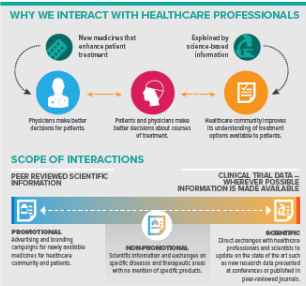 WHY WE INTERACT WITH HEALTHCARE PROFESSIONALS
New medicines that
enhance patient
treatment
Explained by
science-based
information
Physicians make better
decisions for patients.
Patients and physicians make
better decisions about courses
of treatment.
Healthcare community improves
its understanding of treatment
options available to patients.
SCOPE OF INTERACTIONS
PEER REVIEWED SCIENTIFIC
INFORMATION
CLINICAL TRIAL DATA –
WHEREVER POSSIBLE
INFORMATION IS MADE AVAILABLE
PROMOTIONAL
Advertising and branding
campaigns for newly available
medicines for healthcare
community and patients.
NON-PROMOTIONAL
Scientific information and exchanges on
specific diseases and therapeutic areas
with no mention of specific products.
SCIENTIFIC
Direct exchanges with healthcare
professionals and scientists to
update on the state of the art such
as new research data presented
at conferences or published in
peer-reviewed journals.